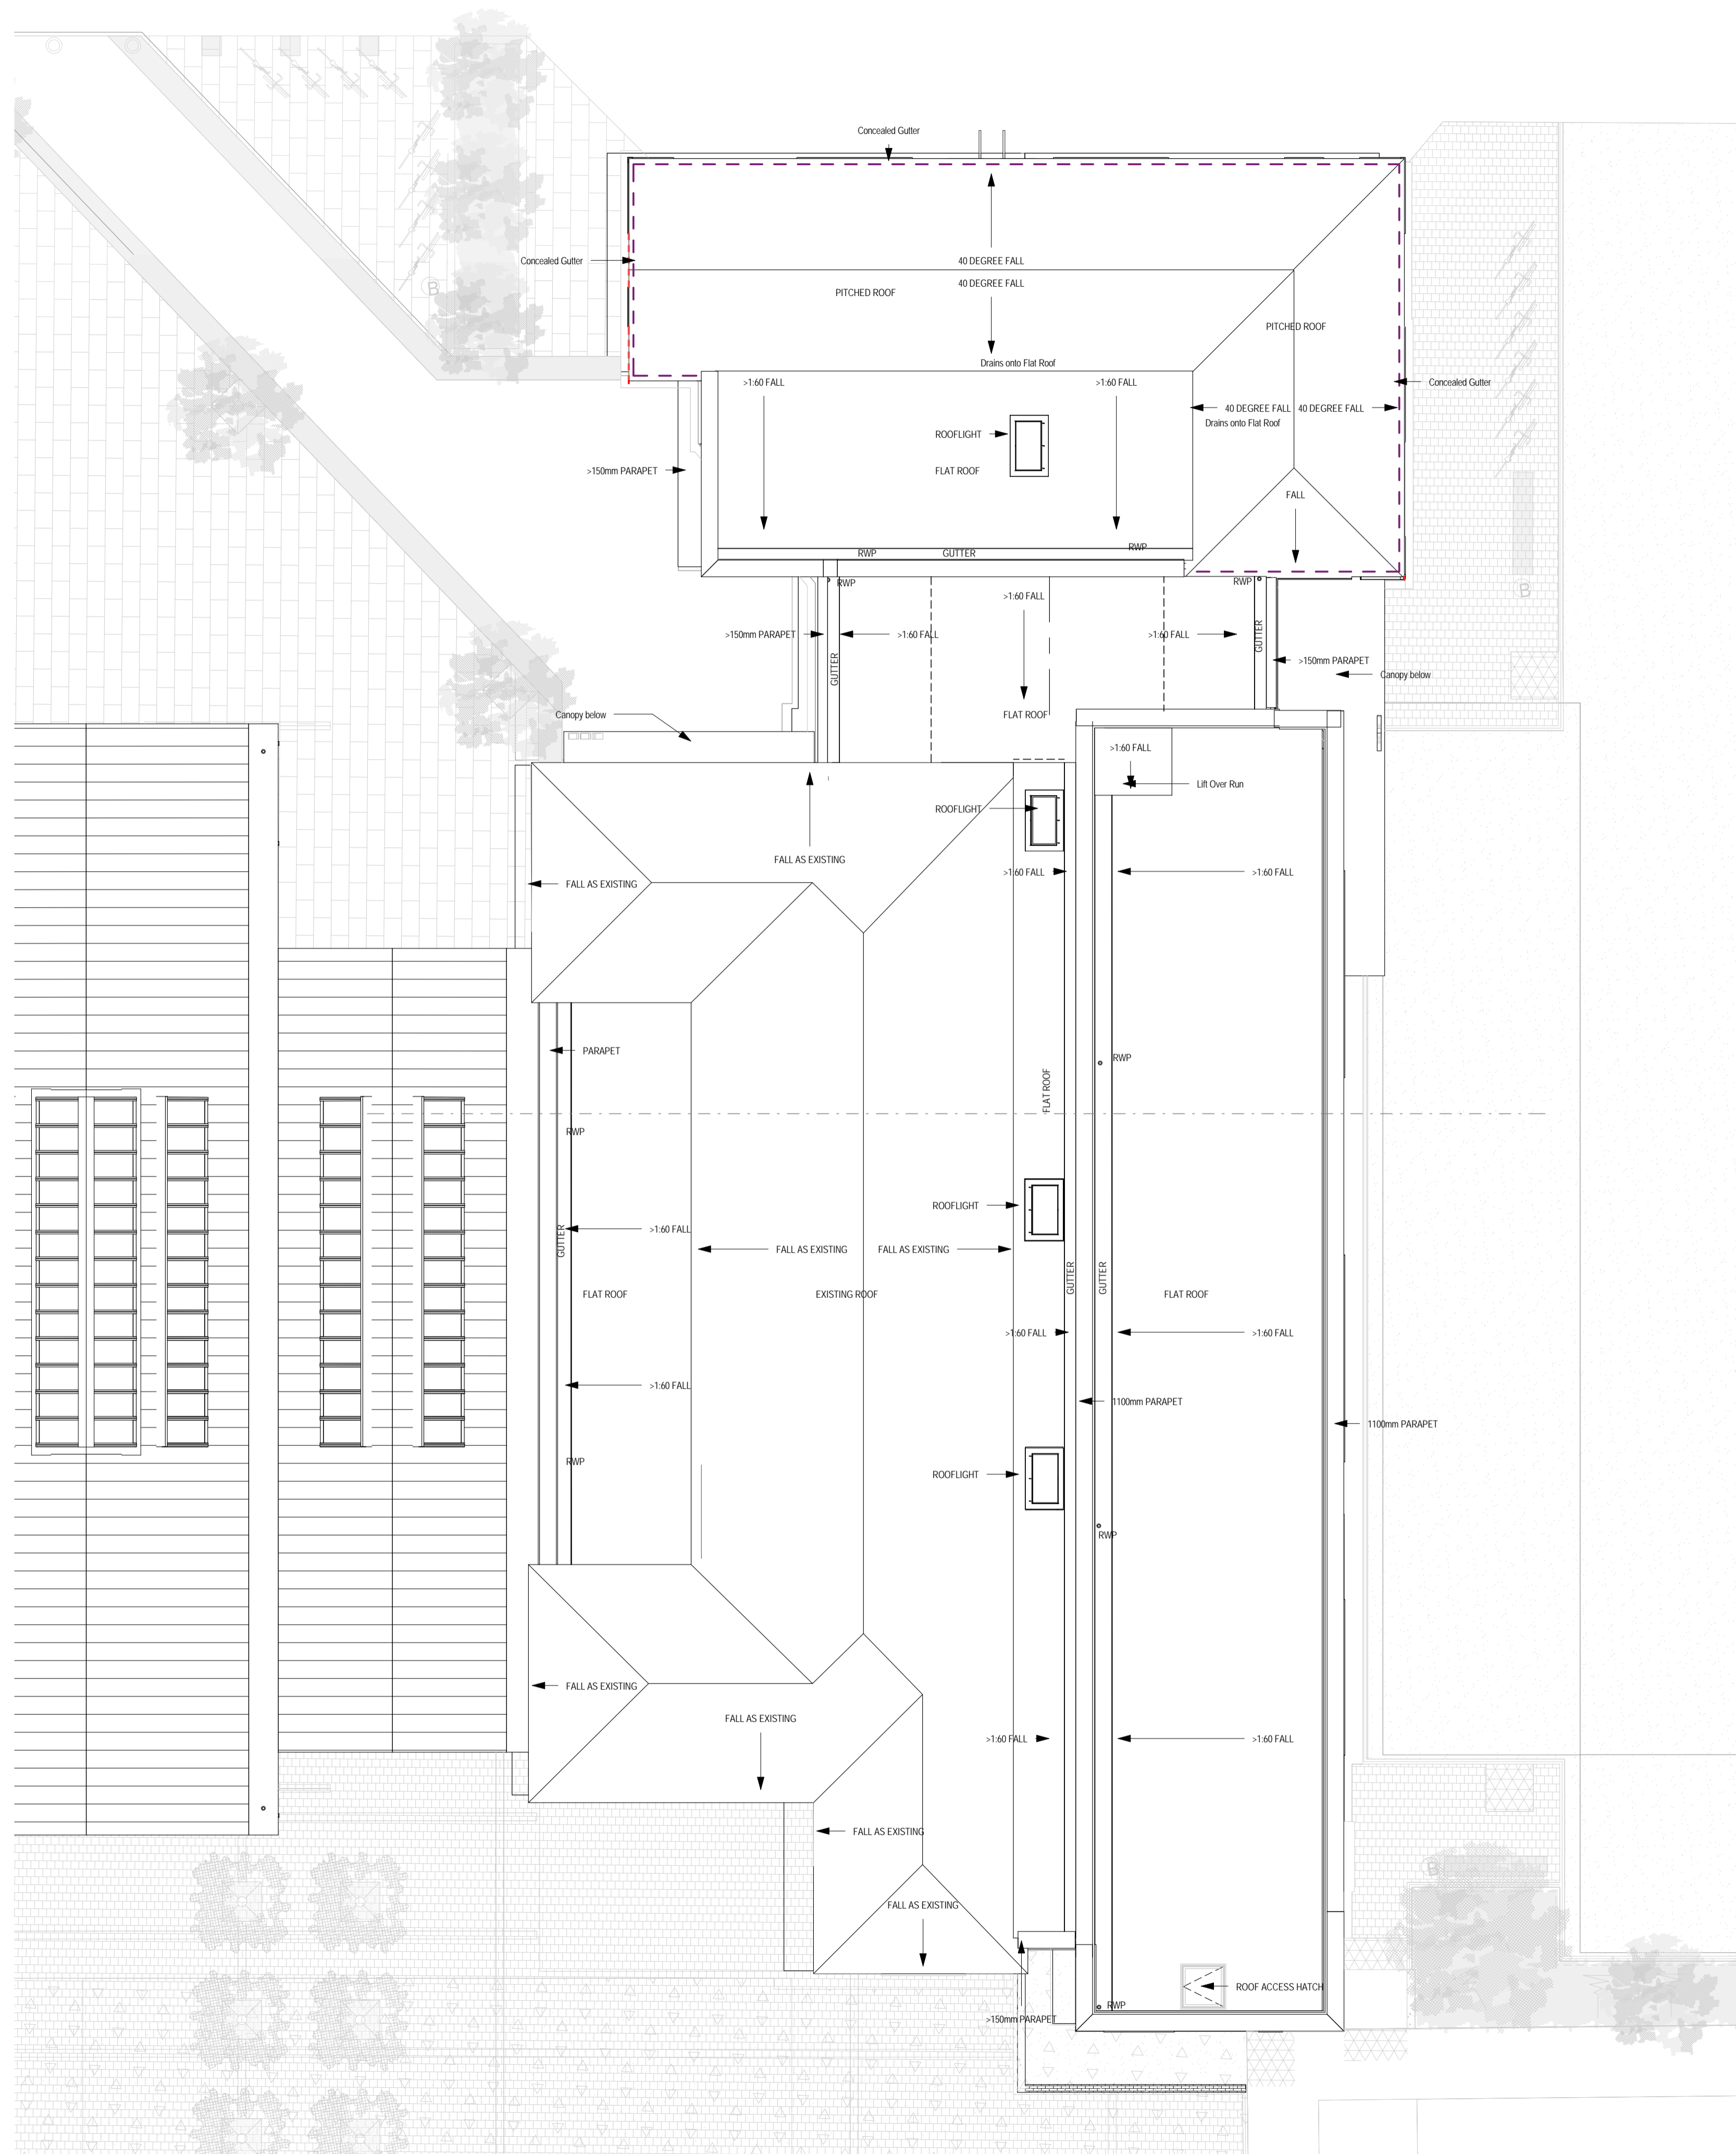 Concealed Gutter
Concealed Gutter
40 DEGREE FALL
40 DEGREE FALL
PITCHED ROOF
B
PITCHED ROOF
Drains onto Flat Roof
>1:60 FALL
>1:60 FALL
Concealed Gutter
40 DEGREE FALL
40 DEGREE FALL
Drains onto Flat Roof
ROOFLIGHT
>150mm PARAPET
FLAT ROOF
FALL
RWP
GUTTER
RWP
RWP
RWP
B
>1:60 FALL
>150mm PARAPET
>1:60 FALL
>1:60 FALL
GUTTER
GUTTER
>150mm PARAPET
Canopy below
Canopy below
FLAT ROOF
>1:60 FALL
Lift Over Run
ROOFLIGHT
FALL AS EXISTING
FALL AS EXISTING
>1:60 FALL
>1:60 FALL
PARAPET
RWP
FLAT ROOF
RWP
ROOFLIGHT
GUTTER
>1:60 FALL
FALL AS EXISTING
FALL AS EXISTING
GUTTER
GUTTER
FLAT ROOF
EXISTING ROOF
FLAT ROOF
>1:60 FALL
>1:60 FALL
>1:60 FALL
1100mm PARAPET
1100mm PARAPET
RWP
ROOFLIGHT
RWP
FALL AS EXISTING
FALL AS EXISTING
>1:60 FALL
>1:60 FALL
FALL AS EXISTING
B
FALL AS EXISTING
ROOF ACCESS HATCH
RWP
>150mm PARAPET